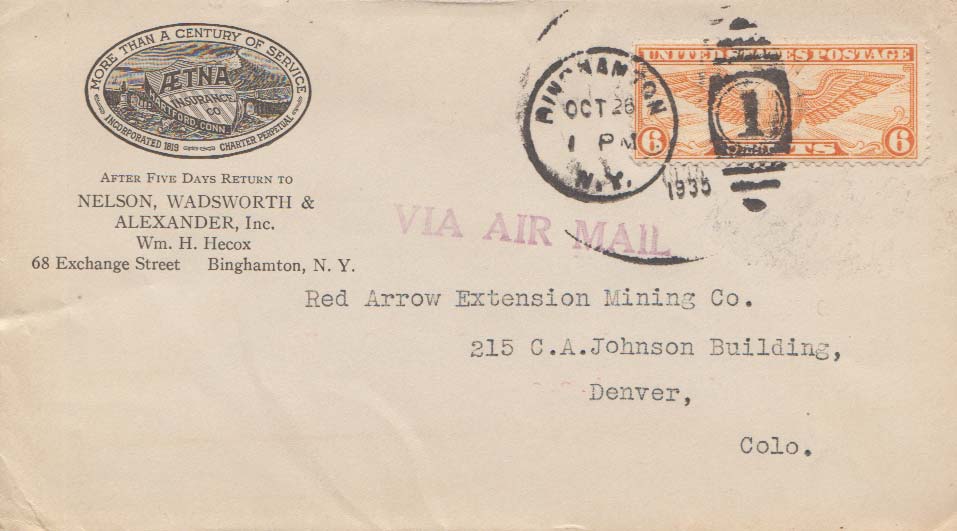 MORE THAN A CENTURY OF SERVICE
ÆTNA
INSURANCE
CO
HARTFORD. CONN.
INCORPORATED 1819 CHARTER PERPETUAL
AFTER FIVE DAYS RETURN TO
NELSON, WADSWORTH &
ALEXANDER, Inc.
Wm. H. Hecox
68 Exchange Street Binghamton, N. Y.
BINGHAMTON
OCT 26
1 PM
N.Y.
1935
UNITED STATES POSTAGE
6 CENTS 6
1
VIA AIR MAIL
Red Arrow Extension Mining Co.
215 C.A.Johnson Building,
Denver,
Colo.